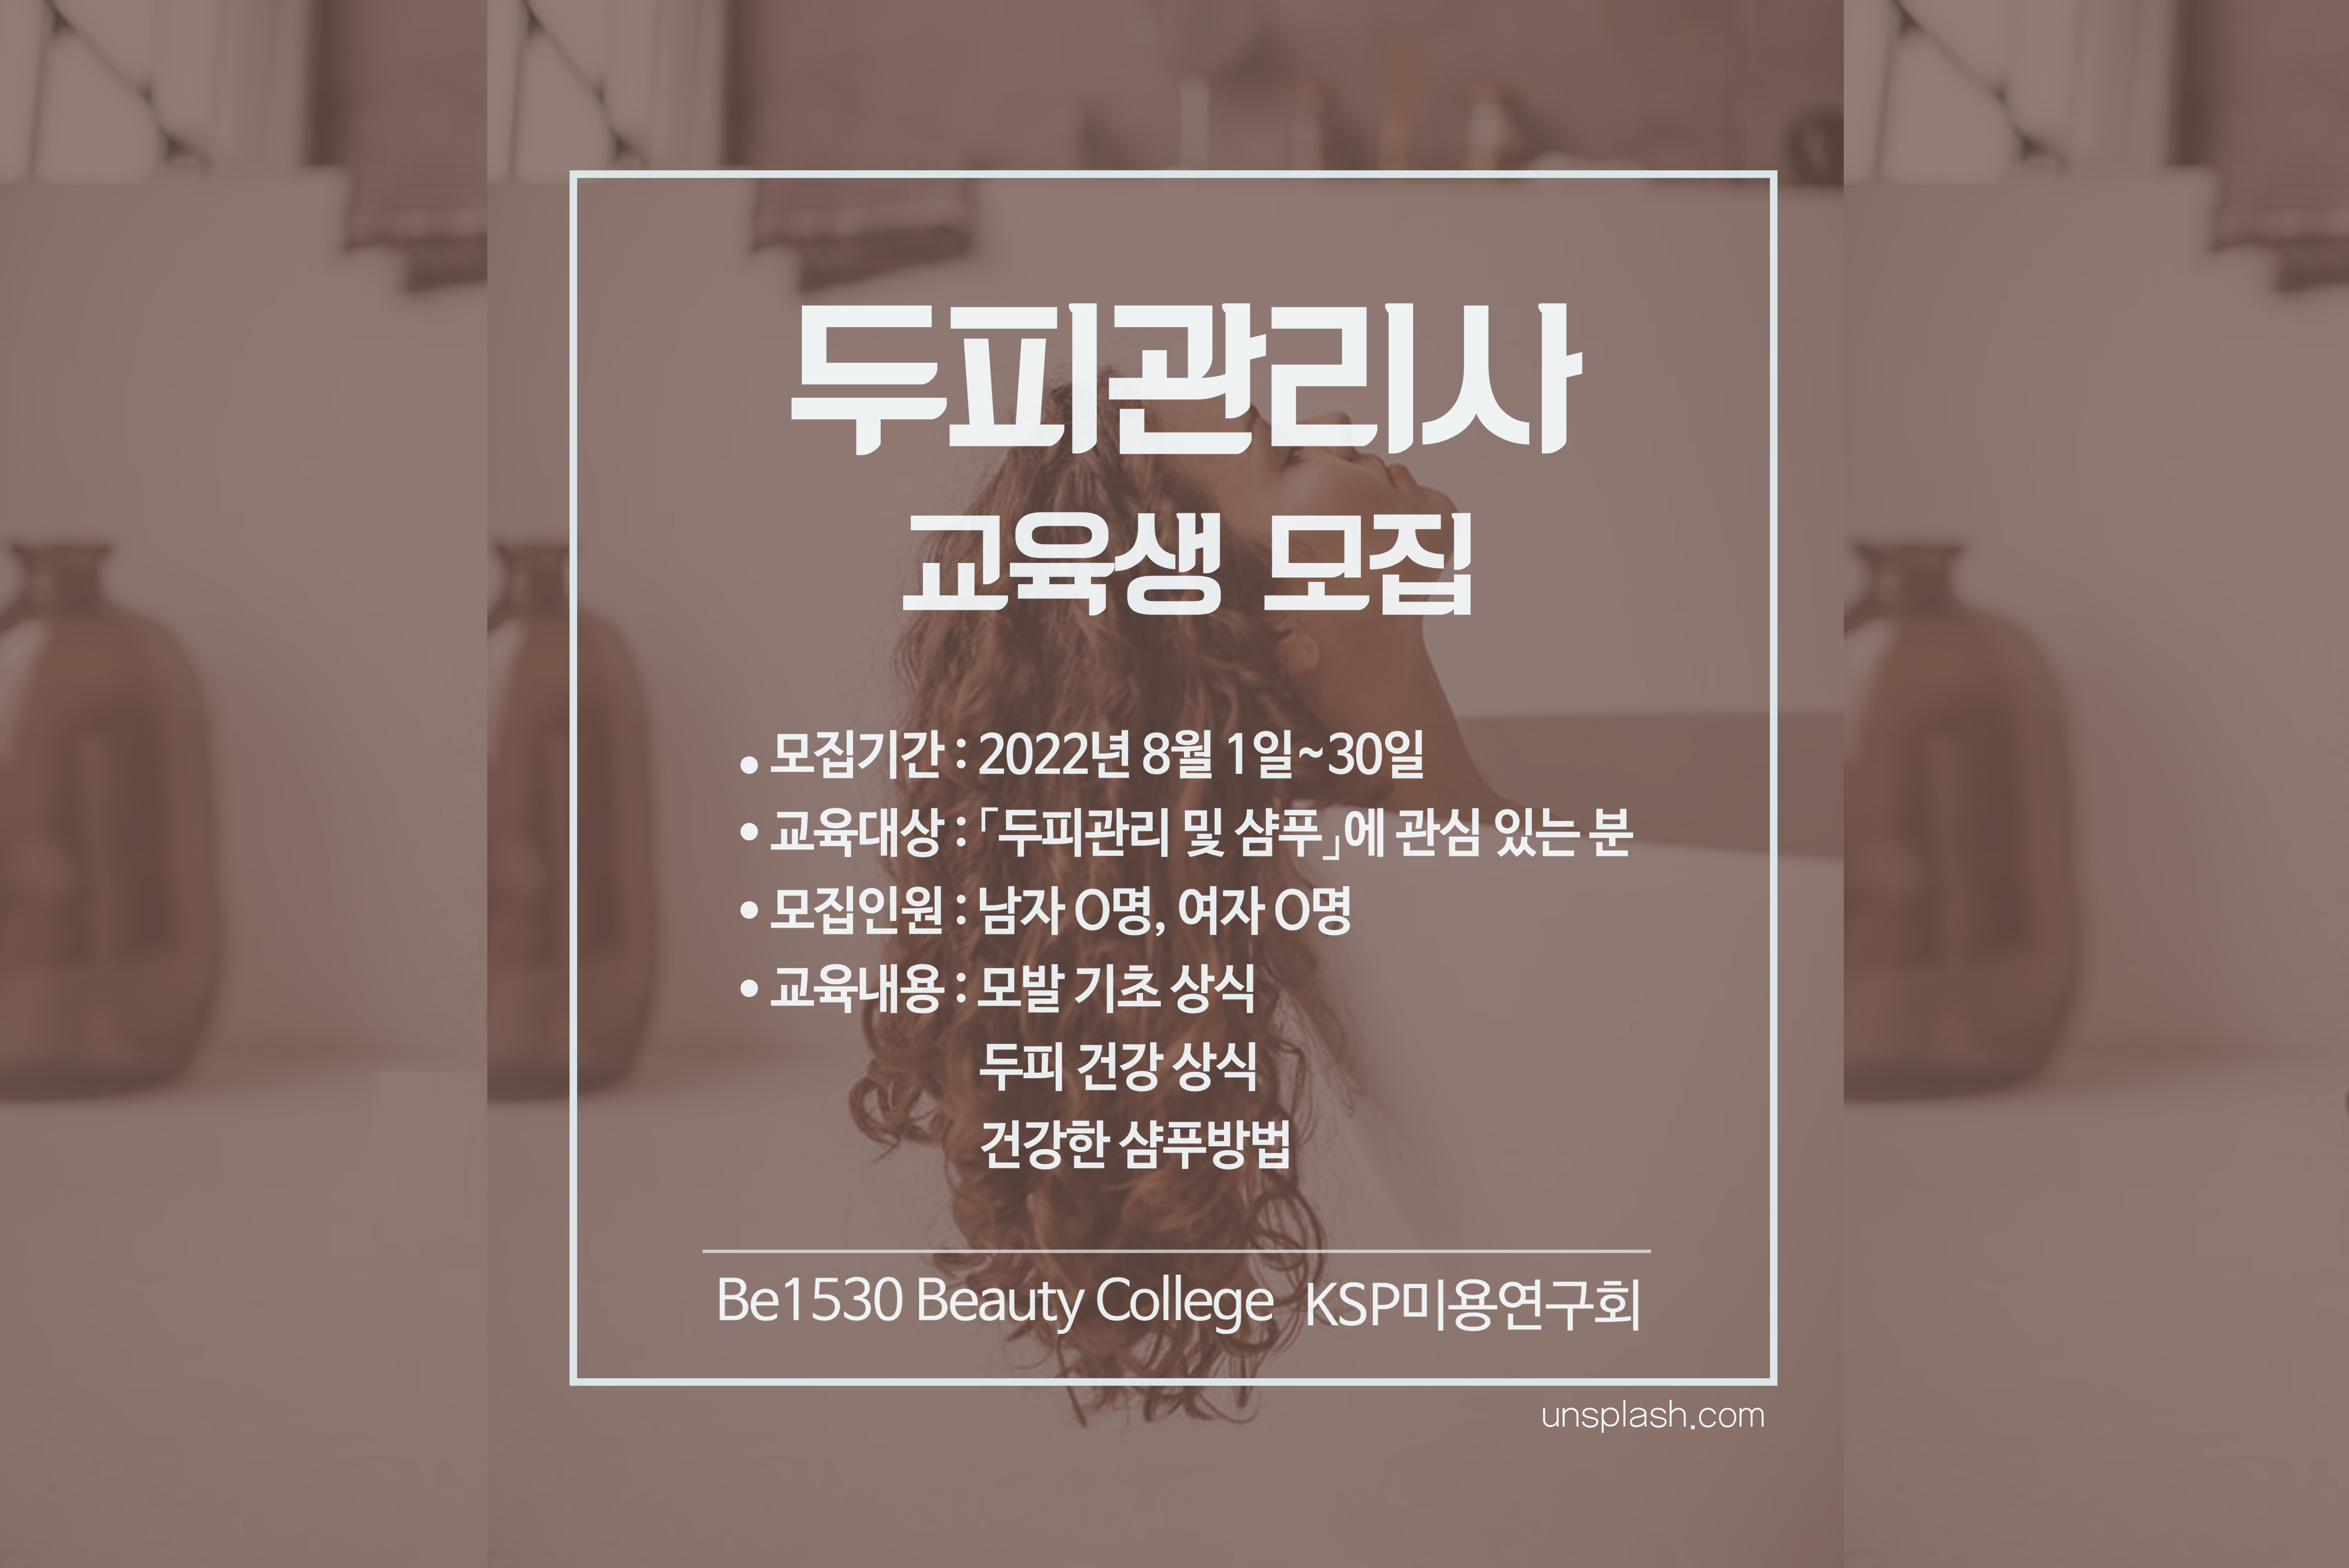 두피관리사
교육생 모집
• 모집기간 : 2022년 8월 1일~30일
• 교육대상 : 「두피관리 및 샴푸」에 관심 있는 분
• 모집인원 : 남자 O명, 여자 O명
• 교육내용 : 모발 기초 상식
두피 건강 상식
건강한 샴푸방법
Be1530 Beauty College KSP미용연구회
unsplash.com